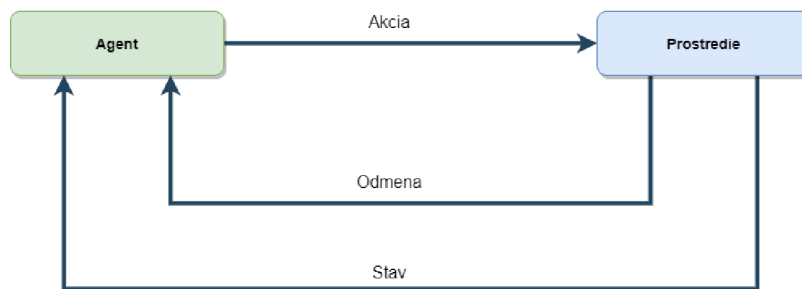 Akcia
Agent
Prostredie
Odmena
Stav